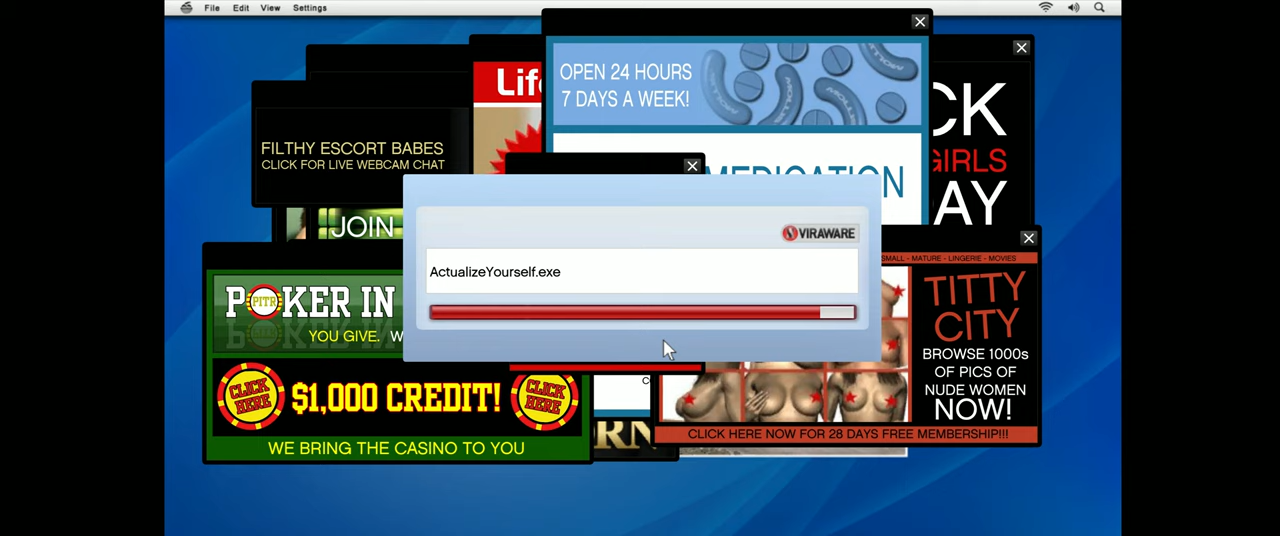 File Edit View Settings
OPEN 24 HOURS
7 DAYS A WEEK!
MEDICATION
FILTHY ESCORT BABES
CLICK FOR LIVE WEBCAM CHAT
JOIN
GIRLS
VIRAWARE
ActualizeYourself.exe
POKER IN
PITR
YOU GIVE.
CLICK HERE
$1,000 CREDIT!
CLICK HERE
WE BRING THE CASINO TO YOU
SMALL - MATURE - LINGERIE - MOVIES
TITTY
CITY
BROWSE 1000s
OF PICS OF
NUDE WOMEN
NOW!
CLICK HERE NOW FOR 28 DAYS FREE MEMBERSHIP!!!